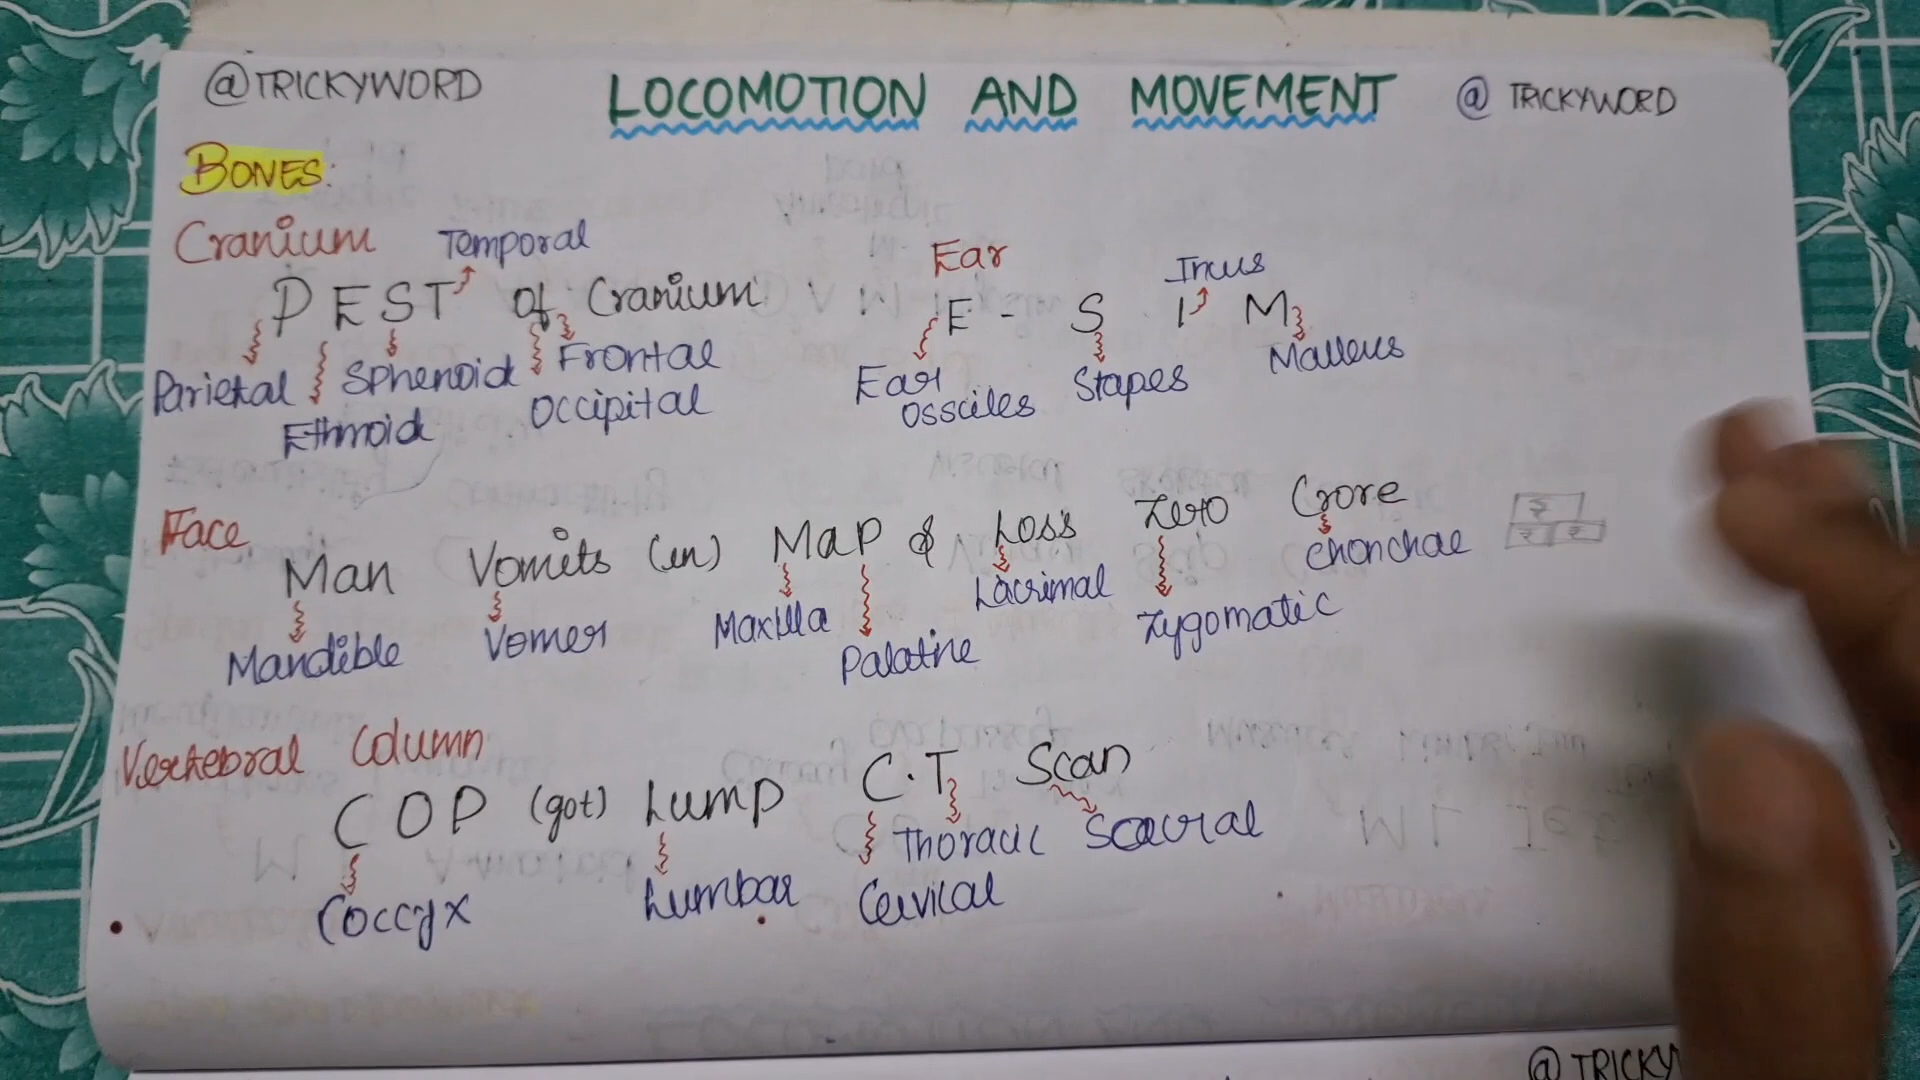 @TRICKYWORD LOCOMOTION AND MOVEMENT @ TRICKYWORD
BONES:
Cranium Temporal
PEST of Cranium
Parietal Sphenoid Frontal
Ethmoid Occipital
Ear Incus
E - S I M
Ear Stapes Malleus
Ossciles
Face
Man Vomits (in) MaP & Loss Zero Crore
Mandible Vomer Maxilla Palatine Lacrimal Zygomatic Chonchae
Vertebral Column
COP (got) Lump C.T Scan
Coccyx Lumbar Cervical Thoracic Sacral
@ TRICKY